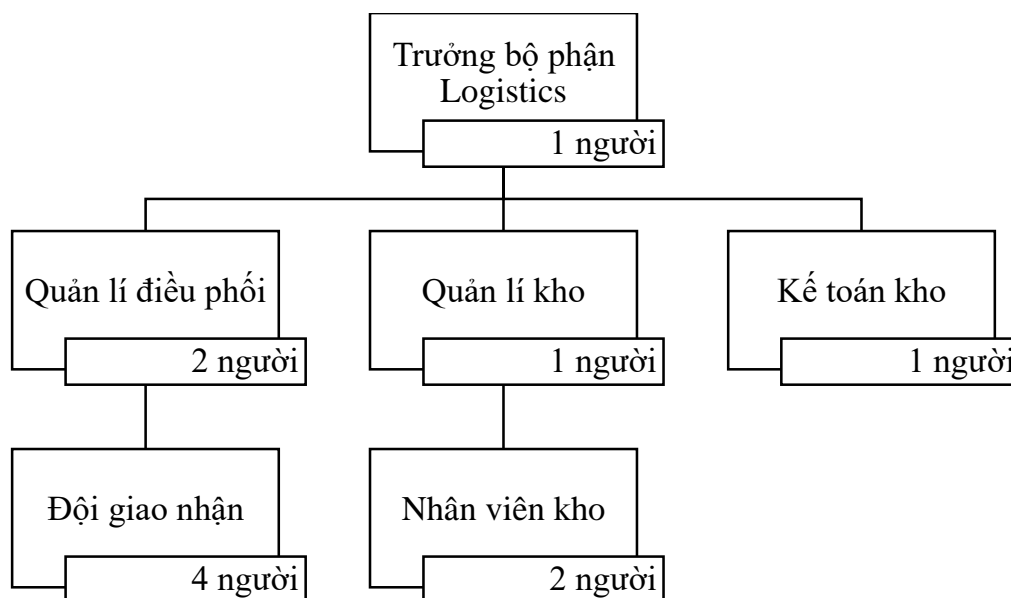 Trưởng bộ phận
Logistics
1 người
Quản lí điều phối
2 người
Quản lí kho
1 người
Kế toán kho
1 người
Đội giao nhận
4 người
Nhân viên kho
2 người